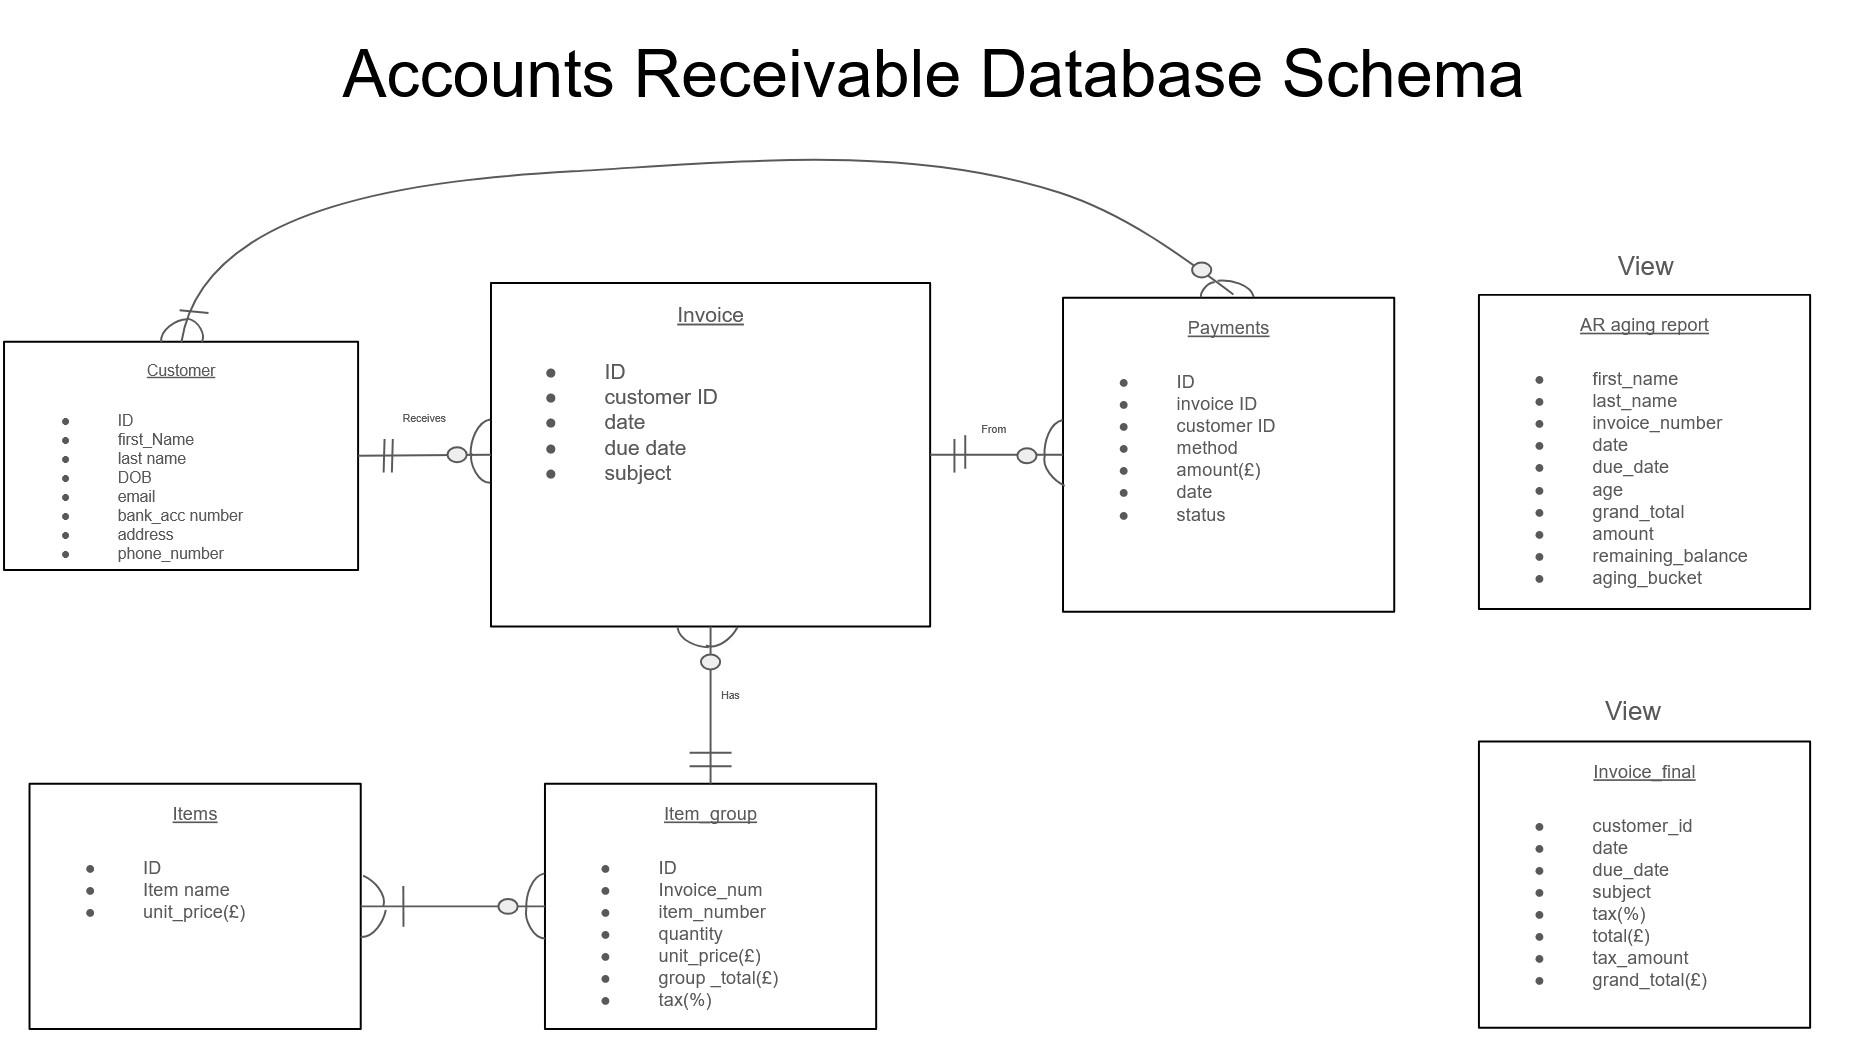 Accounts Receivable Database Schema
Customer
● ID
● first_Name
● last name
● DOB
● email
● bank_acc number
● address
● phone_number
Receives
Invoice
● ID
● customer ID
● date
● due date
● subject
From
Payments
● ID
● invoice ID
● customer ID
● method
● amount(£)
● date
● status
View
AR aging report
● first_name
● last_name
● invoice_number
● date
● due_date
● age
● grand_total
● amount
● remaining_balance
● aging_bucket
Has
Items
● ID
● Item name
● unit_price(£)
Item_group
● ID
● Invoice_num
● item_number
● quantity
● unit_price(£)
● group _total(£)
● tax(%)
View
Invoice_final
● customer_id
● date
● due_date
● subject
● tax(%)
● total(£)
● tax_amount
● grand_total(£)